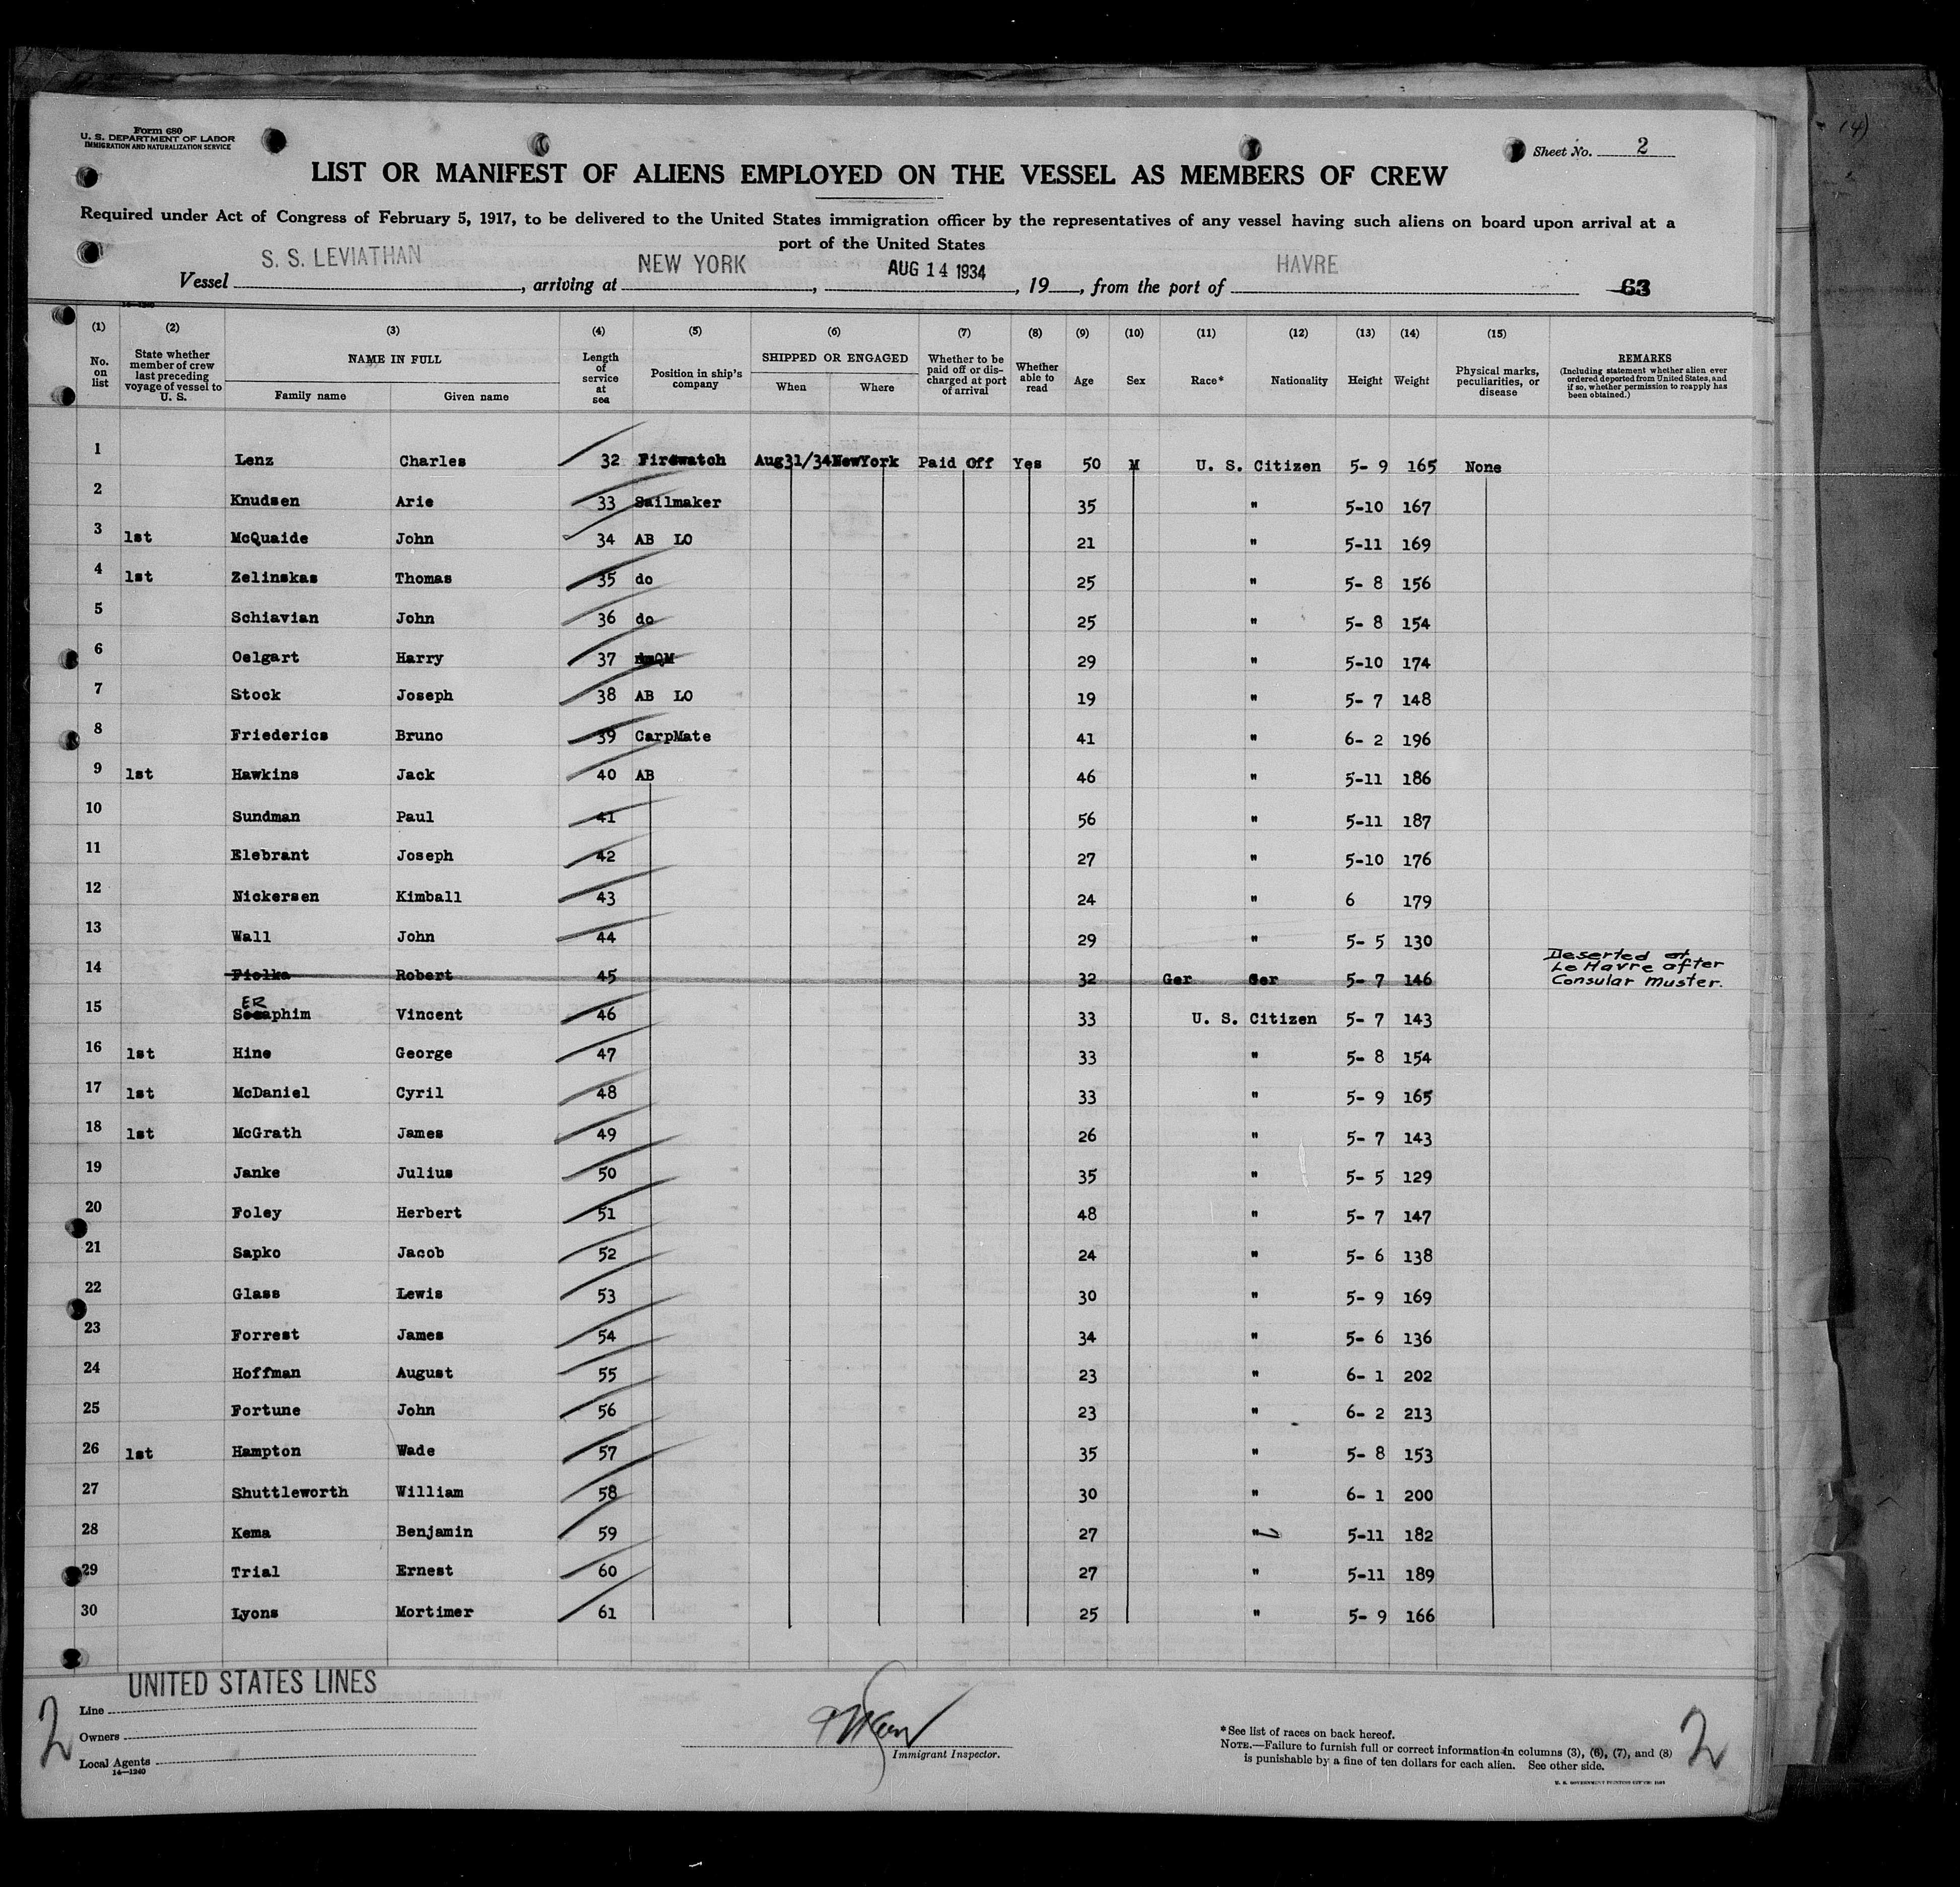 Form 680
U. S. DEPARTMENT OF LABOR
IMMIGRATION AND NATURALIZATION SERVICE
Sheet No. 2
LIST OR MANIFEST OF ALIENS EMPLOYED ON THE VESSEL AS MEMBERS OF CREW
Required under Act of Congress of February 5, 1917, to be delivered to the United States immigration officer by the representatives of any vessel having such aliens on board upon arrival at a
port of the United States
Vessel S. S. LEVIATHAN, arriving at NEW YORK, AUG 14 1934, 19, from the port of HAVRE 63
14—1240
(1) (2) (3) (4) (5) (6) (7) (8) (9) (10) (11) (12) (13) (14) (15)
No. on list
State whether member of crew last preceding voyage of vessel to U. S.
NAME IN FULL
Family name Given name
Length of service at sea
Position in ship's company
SHIPPED OR ENGAGED
When Where
Whether to be paid off or discharged at port of arrival
Whether able to read
Age Sex Race* Nationality Height Weight
Physical marks, peculiarities, or disease
REMARKS
(Including statement whether alien ever ordered deported from United States, and if so, whether permission to reapply has been obtained.)
1 Lenz Charles 32 Firewatch Aug31/34 NewYork Paid Off Yes 50 M U. S. Citizen 5- 9 165 None
2 Knudsen Arie 33 Sailmaker 35 " 5-10 167
3 1st McQuaide John 34 AB LO 21 " 5-11 169
4 1st Zelinskas Thomas 35 do 25 " 5- 8 156
5 Schiavian John 36 do 25 " 5- 8 154
6 Oelgart Harry 37 QM 29 " 5-10 174
7 Stock Joseph 38 AB LO 19 " 5- 7 148
8 Friederics Bruno 39 CarpMate 41 " 6- 2 196
9 1st Hawkins Jack 40 AB 46 " 5-11 186
10 Sundman Paul 41 56 " 5-11 187
11 Elebrant Joseph 42 27 " 5-10 176
12 Nickersen Kimball 43 24 " 6 179
13 Wall John 44 29 " 5- 5 130
14 Fiolka Robert 45 32 Ger Ger 5- 7 146 Deserted at Le Havre after Consular Muster.
15 SERaphim Vincent 46 33 U. S. Citizen 5- 7 143
16 1st Hine George 47 33 " 5- 8 154
17 1st McDaniel Cyril 48 33 " 5- 9 165
18 1st McGrath James 49 26 " 5- 7 143
19 Janke Julius 50 35 " 5- 5 129
20 Foley Herbert 51 48 " 5- 7 147
21 Sapko Jacob 52 24 " 5- 6 138
22 Glass Lewis 53 30 " 5- 9 169
23 Forrest James 54 34 " 5- 6 136
24 Hoffman August 55 23 " 6- 1 202
25 Fortune John 56 23 " 6- 2 213
26 1st Hampton Wade 57 35 " 5- 8 153
27 Shuttleworth William 58 30 " 6- 1 200
28 Kema Benjamin 59 27 " 5-11 182
29 Trial Ernest 60 27 " 5-11 189
30 Lyons Mortimer 61 25 " 5- 9 166
Line UNITED STATES LINES
Owners
Local Agents
14—1240
2
Immigrant Inspector.
*See list of races on back hereof.
NOTE.—Failure to furnish full or correct information in columns (3), (6), (7), and (8)
is punishable by a fine of ten dollars for each alien. See other side.
2